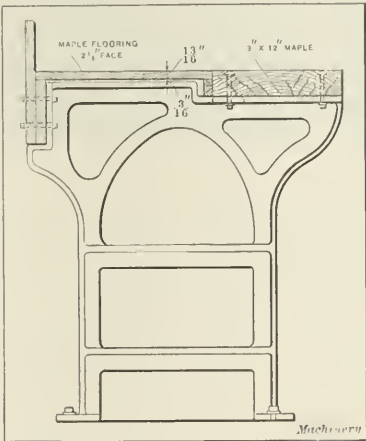 MAPLE FLOORING
2¼" FACE
13"
16
3" X 12" MAPLE
3"
16
Machinery